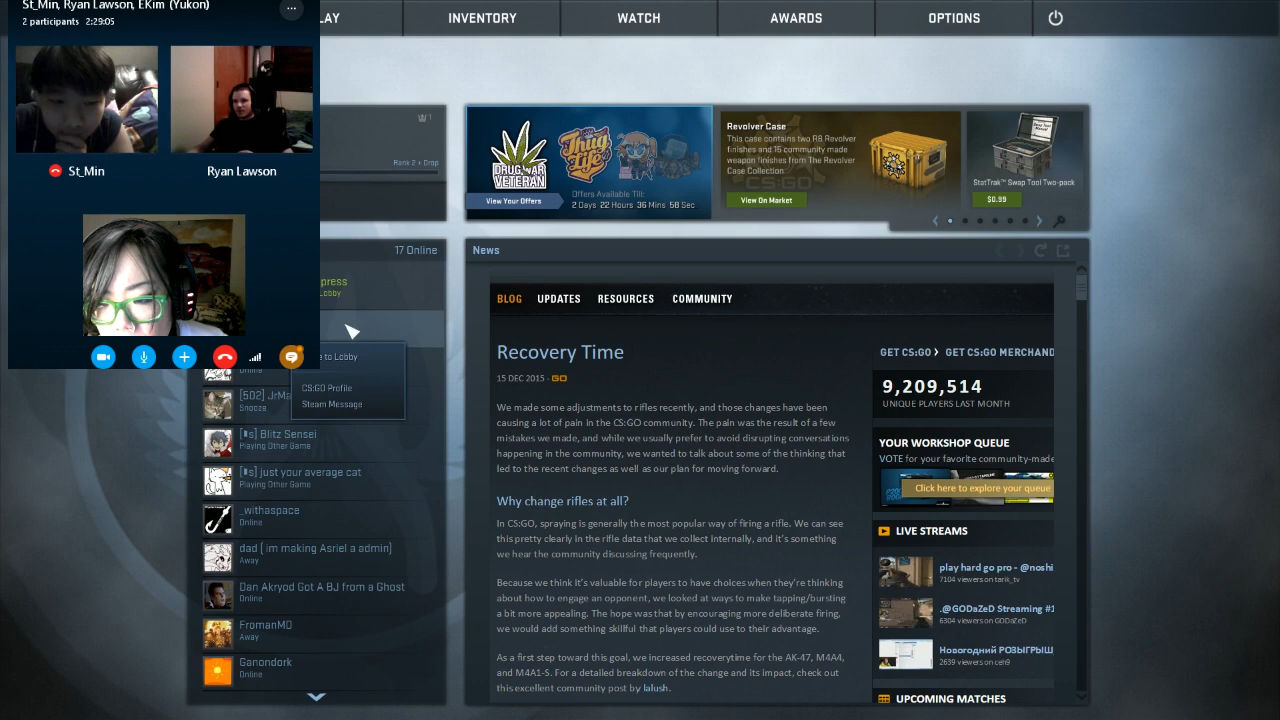 St_Min, Ryan Lawson, EKim (Yukon)
2 participants 2:29:05
St_Min
Ryan Lawson
LAY
INVENTORY
WATCH
AWARDS
OPTIONS
1
Rank 2 + Drop
DRUG WAR
VETERAN
Thug
Life
View Your Offers
Offers Available Till:
2 Days 22 Hours 36 Mins 58 Sec
Revolver Case
This case contains two R8 Revolver
finishes and 15 community made
weapon finishes from The Revolver
Case Collection
CS:GO
View On Market
StatTrak™ Swap Tool Two-pack
$0.99
17 Online
press
Lobby
e to Lobby
CS:GO Profile
Steam Message
Online
[502] JrMa
Snooze
s] Blitz Sensei
Playing Other Game
s] just your average cat
Playing Other Game
_withaspace
Online
dad ( im making Asriel a admin)
Away
Dan Akryod Got A BJ from a Ghost
Online
FromanMD
Away
Ganondork
Online
News
BLOG
UPDATES
RESOURCES
COMMUNITY
Recovery Time
15 DEC 2015 - GO
We made some adjustments to rifles recently, and those changes have been
causing a lot of pain in the CS:GO community. The pain was the result of a few
mistakes we made, and while we usually prefer to avoid disrupting conversations
happening in the community, we wanted to talk about some of the thinking that
led to the recent changes as well as our plan for moving forward.
Why change rifles at all?
In CS:GO, spraying is generally the most popular way of firing a rifle. We can see
this pretty clearly in the rifle data that we collect internally, and it's something
we hear the community discussing frequently.
Because we think it's valuable for players to have choices when they're thinking
about how to engage an opponent, we looked at ways to make tapping/bursting
a bit more appealing. The hope was that by encouraging more deliberate firing,
we would add something skillful that players could use to their advantage.
As a first step toward this goal, we increased recoverytime for the AK-47, M4A4,
and M4A1-S. For a detailed breakdown of the change and its impact, check out
this excellent community post by lalush.
GET CS:GO
GET CS:GO MERCHAND
9,209,514
UNIQUE PLAYERS LAST MONTH
YOUR WORKSHOP QUEUE
VOTE for your favorite community-made
Click here to explore your queue
LIVE STREAMS
play hard go pro - @noshi
7104 viewers on tarik_tv
.@GODaZeD Streaming #1
6304 viewers on GODaZeD
Новогодний РОЗЫГРЫШ
2639 viewers on ceh9
UPCOMING MATCHES